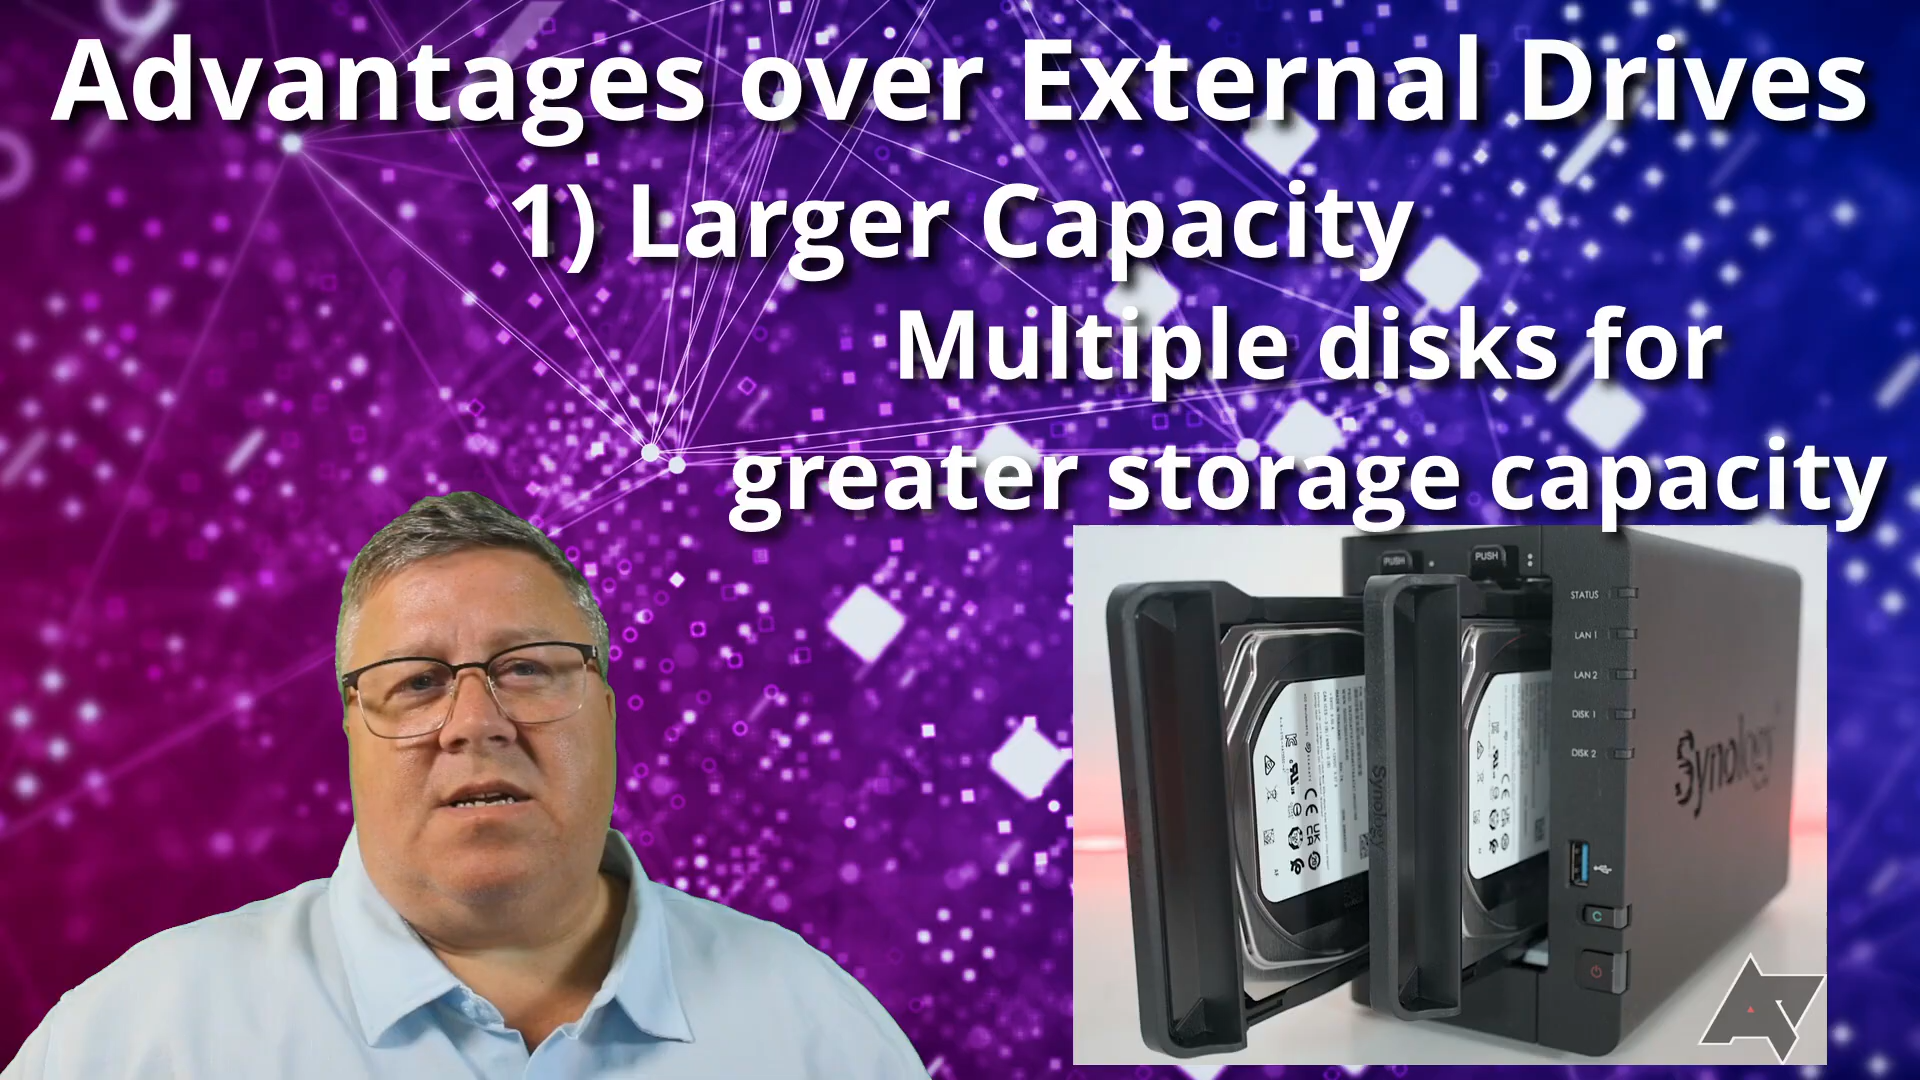 Advantages over External Drives
1) Larger Capacity
Multiple disks for
greater storage capacity
PUSH
PUSH
STATUS
LAN 1
LAN 2
DISK 1
DISK 2
Synology
Synology